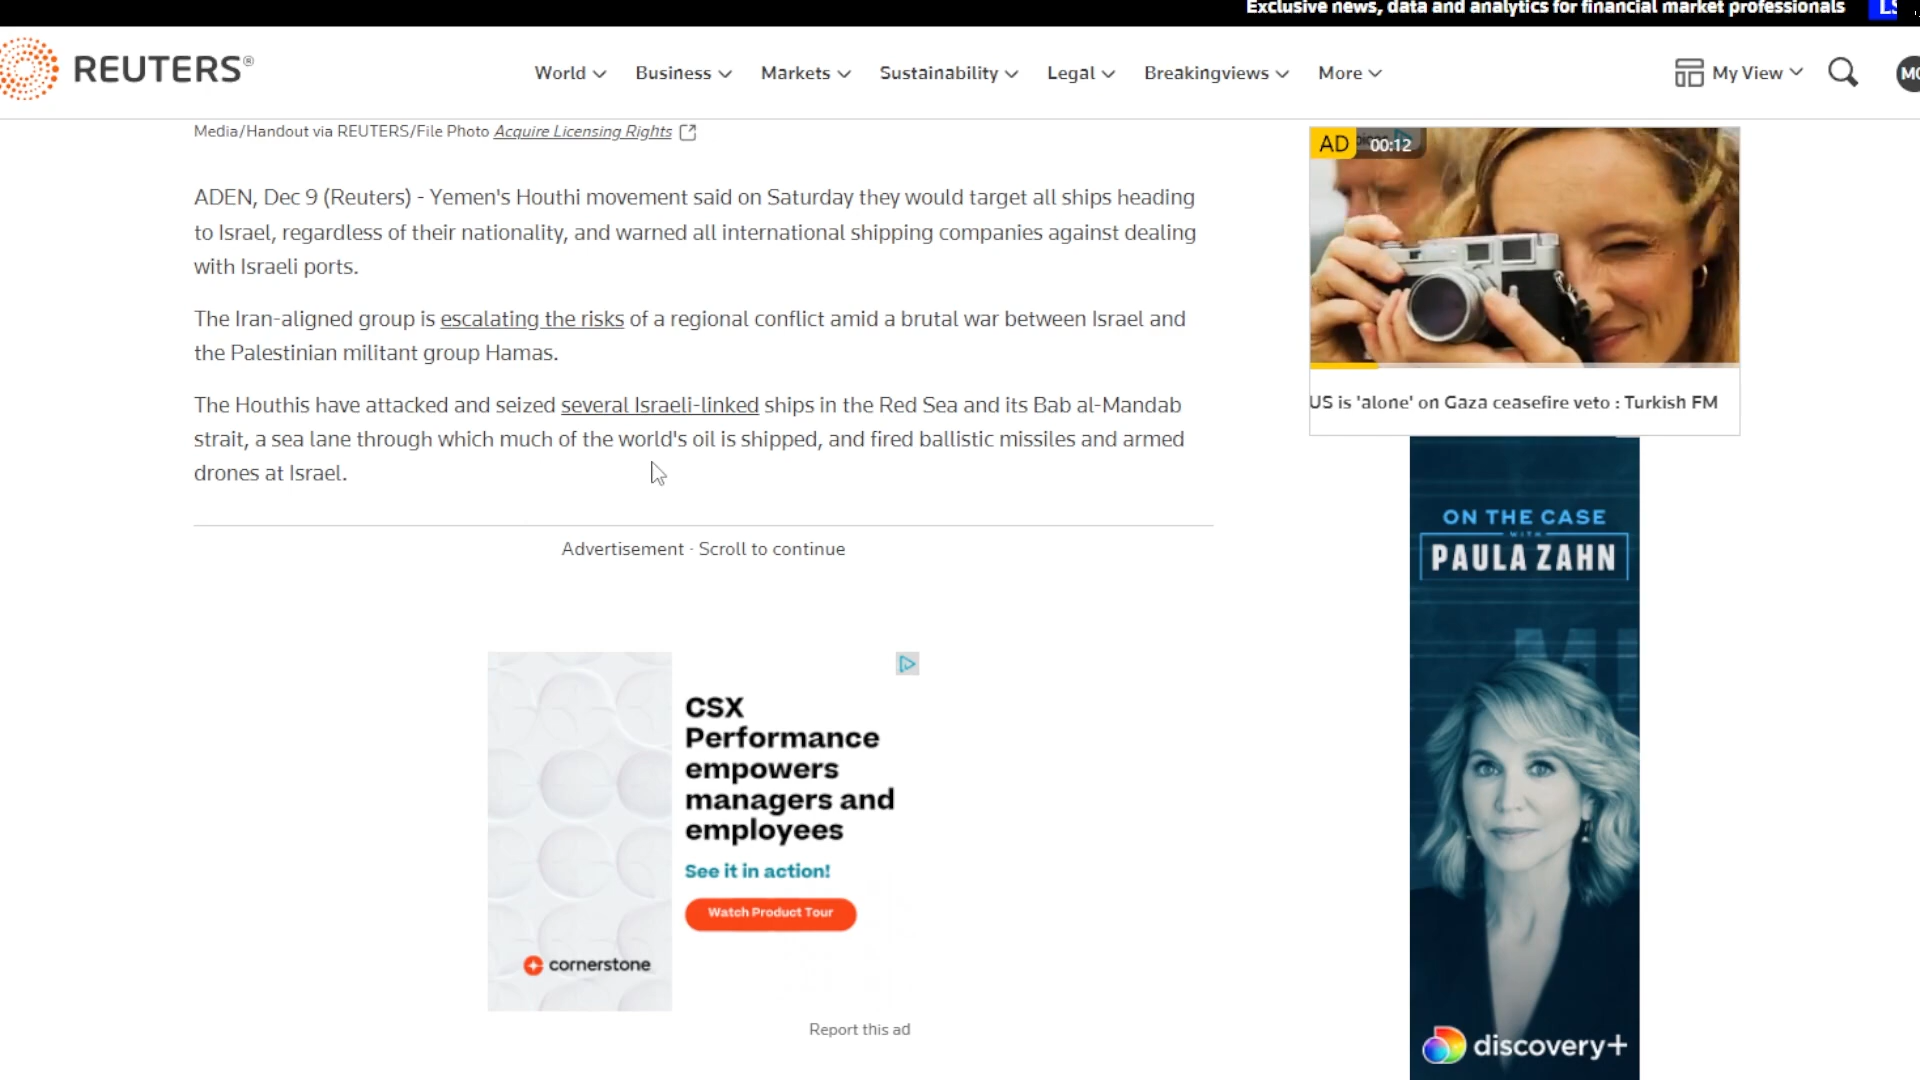 Exclusive news, data and analytics for financial market professionals
REUTERS®
World Business Markets Sustainability Legal Breakingviews More
My View
Media/Handout via REUTERS/File Photo Acquire Licensing Rights
ADEN, Dec 9 (Reuters) - Yemen's Houthi movement said on Saturday they would target all ships heading
to Israel, regardless of their nationality, and warned all international shipping companies against dealing
with Israeli ports.
The Iran-aligned group is escalating the risks of a regional conflict amid a brutal war between Israel and
the Palestinian militant group Hamas.
The Houthis have attacked and seized several Israeli-linked ships in the Red Sea and its Bab al-Mandab
strait, a sea lane through which much of the world's oil is shipped, and fired ballistic missiles and armed
drones at Israel.
Advertisement · Scroll to continue
CSX
Performance
empowers
managers and
employees
See it in action!
Watch Product Tour
cornerstone
Report this ad
AD 00:12
US is 'alone' on Gaza ceasefire veto : Turkish FM
ON THE CASE
WITH
PAULA ZAHN
discovery+